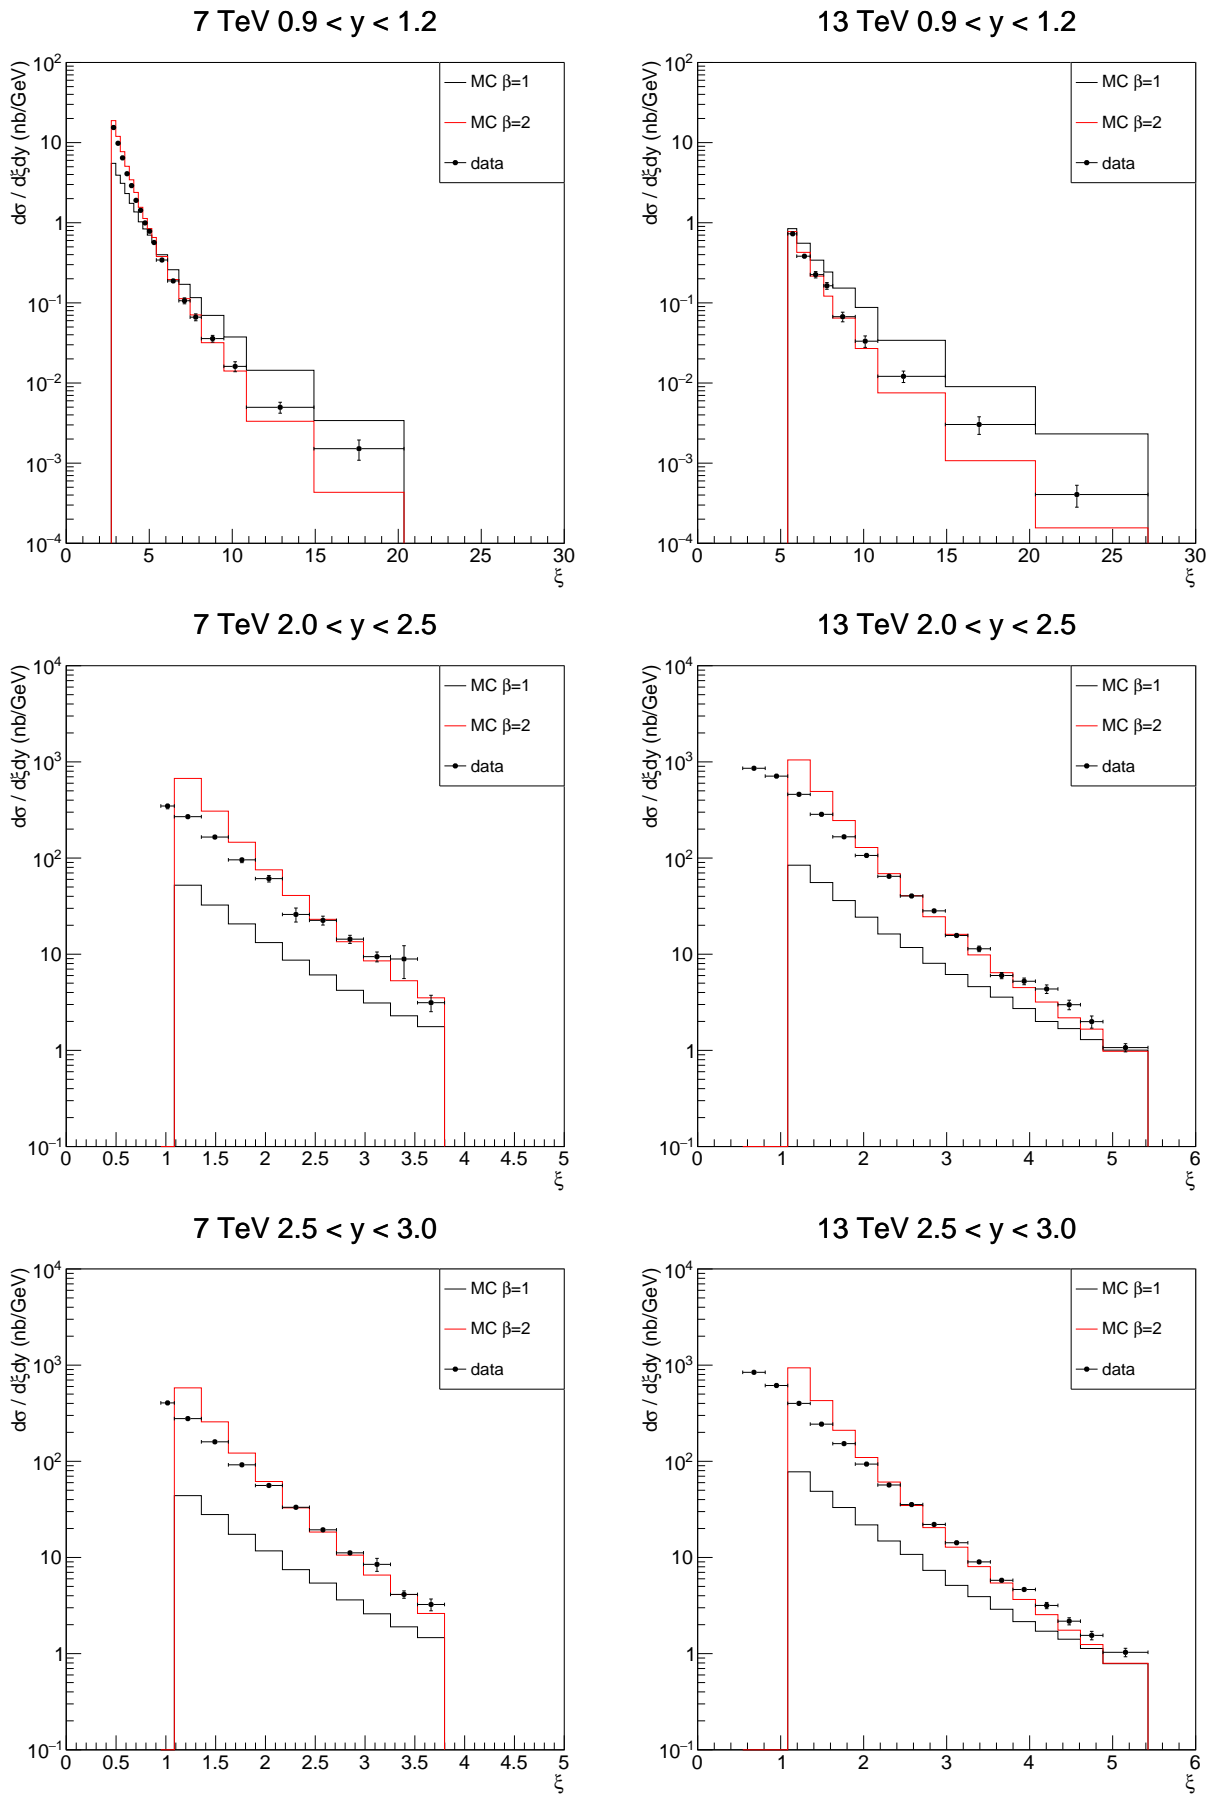 7 TeV 0.9 < y < 1.2
dσ / dξdy (nb/GeV)
10²
10
1
10⁻¹
10⁻²
10⁻³
10⁻⁴
MC β=1
MC β=2
data
0 5 10 15 20 25 30
ξ
13 TeV 0.9 < y < 1.2
dσ / dξdy (nb/GeV)
10²
10
1
10⁻¹
10⁻²
10⁻³
10⁻⁴
MC β=1
MC β=2
data
0 5 10 15 20 25 30
ξ
7 TeV 2.0 < y < 2.5
dσ / dξdy (nb/GeV)
10⁴
10³
10²
10
1
10⁻¹
MC β=1
MC β=2
data
0 0.5 1 1.5 2 2.5 3 3.5 4 4.5 5
ξ
13 TeV 2.0 < y < 2.5
dσ / dξdy (nb/GeV)
10⁴
10³
10²
10
1
10⁻¹
MC β=1
MC β=2
data
0 1 2 3 4 5 6
ξ
7 TeV 2.5 < y < 3.0
dσ / dξdy (nb/GeV)
10⁴
10³
10²
10
1
10⁻¹
MC β=1
MC β=2
data
0 0.5 1 1.5 2 2.5 3 3.5 4 4.5 5
ξ
13 TeV 2.5 < y < 3.0
dσ / dξdy (nb/GeV)
10⁴
10³
10²
10
1
10⁻¹
MC β=1
MC β=2
data
0 1 2 3 4 5 6
ξ